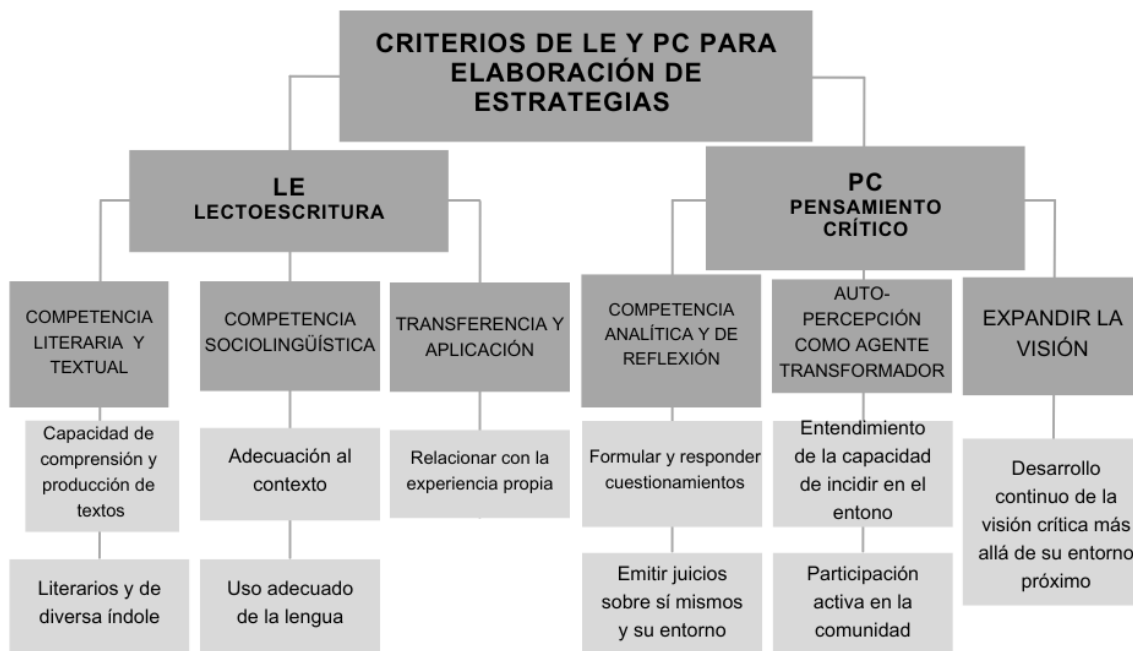 CRITERIOS DE LE Y PC PARA
ELABORACIÓN DE
ESTRATEGIAS
LE
LECTOESCRITURA
PC
PENSAMIENTO
CRÍTICO
COMPETENCIA
LITERARIA Y
TEXTUAL
COMPETENCIA
SOCIOLINGÜÍSTICA
TRANSFERENCIA Y
APLICACIÓN
COMPETENCIA
ANALÍTICA Y DE
REFLEXIÓN
AUTO-
PERCEPCIÓN
COMO AGENTE
TRANSFORMADOR
EXPANDIR LA
VISIÓN
Capacidad de
comprensión y
producción de
textos
Adecuación al
contexto
Relacionar con la
experiencia propia
Formular y responder
cuestionamientos
Entendimiento
de la capacidad
de incidir en el
entono
Desarrollo
continuo de la
visión crítica más
allá de su entorno
próximo
Literarios y de
diversa índole
Uso adecuado
de la lengua
Emitir juicios
sobre sí mismos
y su entorno
Participación
activa en la
comunidad